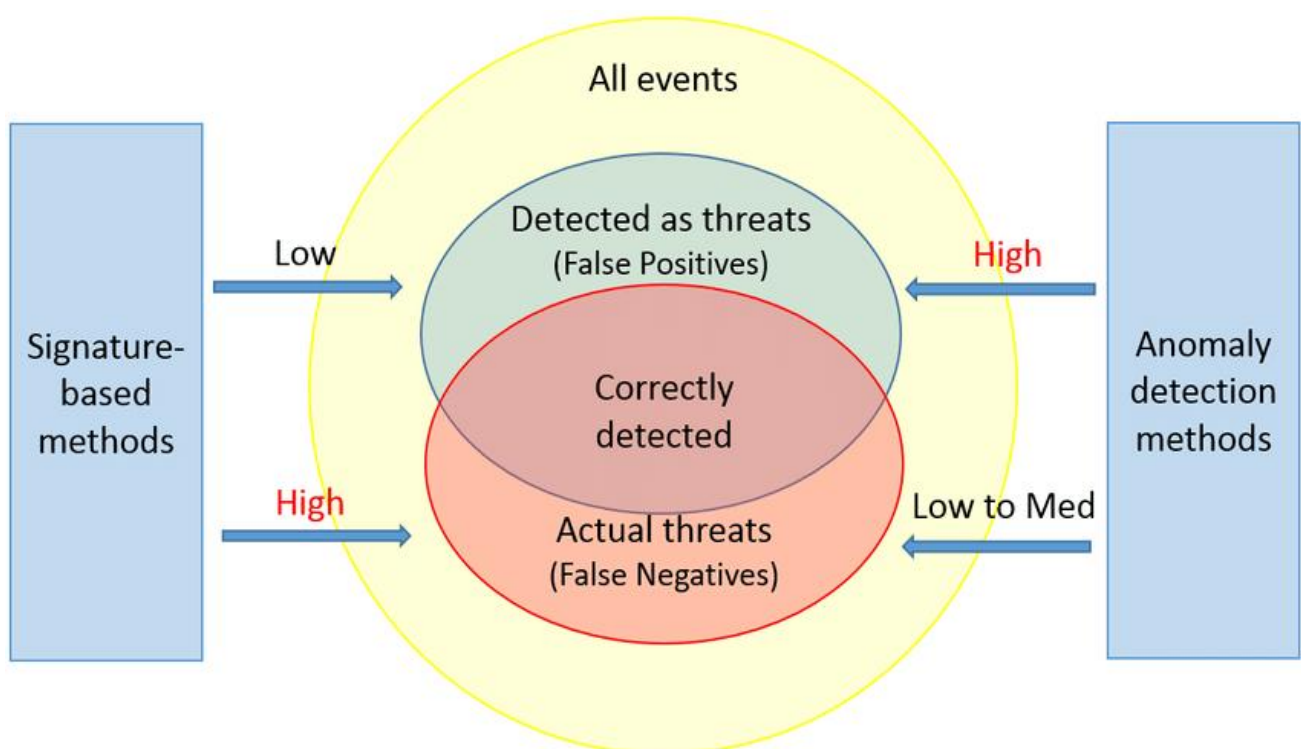 All events
Detected as threats
(False Positives)
Low
High
Signature-
based
methods
Correctly
detected
Anomaly
detection
methods
High
Low to Med
Actual threats
(False Negatives)